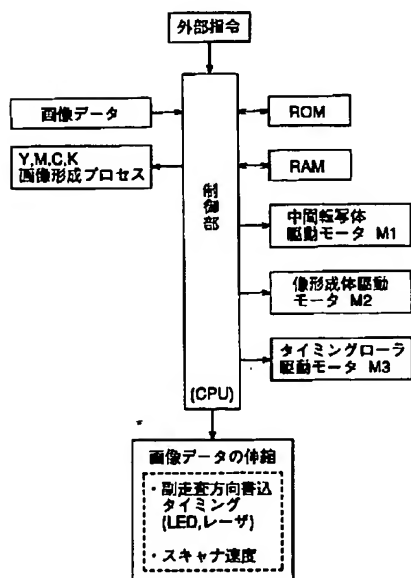 外部指令
画像データ
ROM
Y,M,C,K
画像形成プロセス
RAM
制御部
中間転写体
駆動モータ M1
像形成体駆動
モータ M2
タイミングローラ
駆動モータ M3
(CPU)
画像データの伸縮
・副走査方向書込
タイミング
(LED,レーザ)
・スキャナ速度